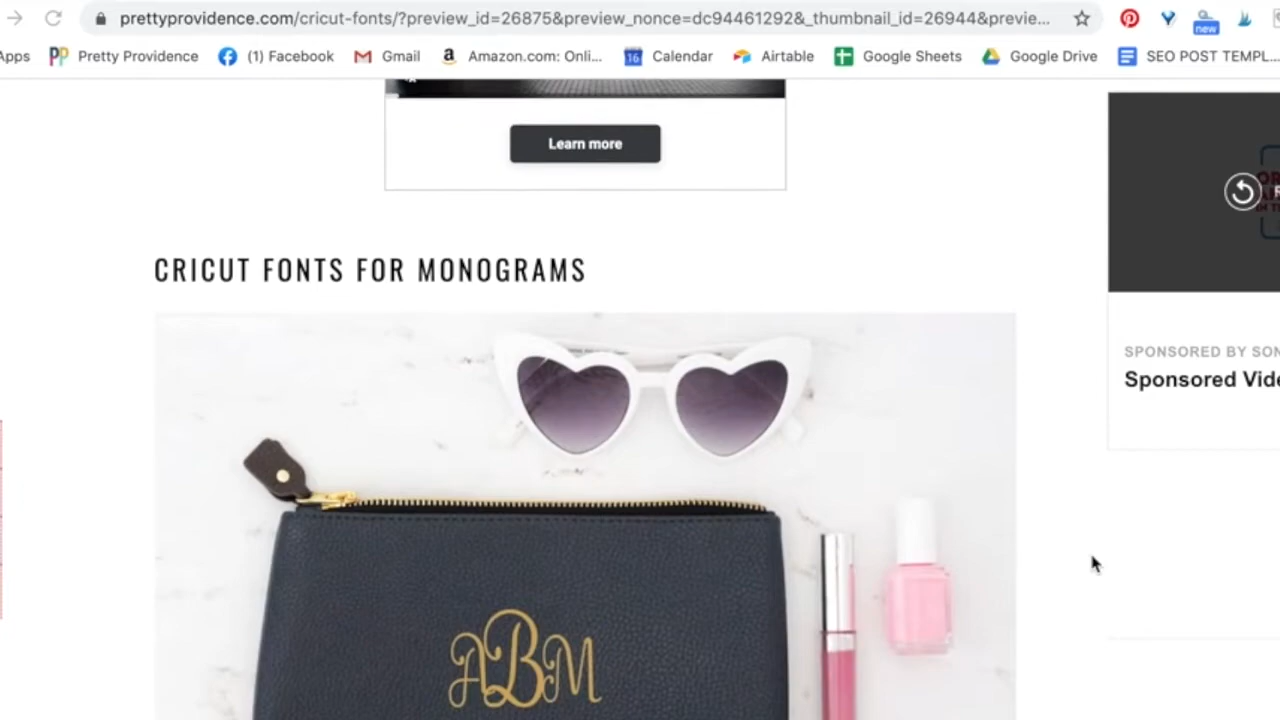 prettyprovidence.com/cricut-fonts/?preview_id=26875&preview_nonce=dc94461292&_thumbnail_id=26944&previe...
new
Apps Pretty Providence (1) Facebook Gmail Amazon.com: Onli... 16 Calendar Airtable Google Sheets Google Drive SEO POST TEMPL...
Learn more
CRICUT FONTS FOR MONOGRAMS
SPONSORED BY SON
Sponsored Vide
ABM